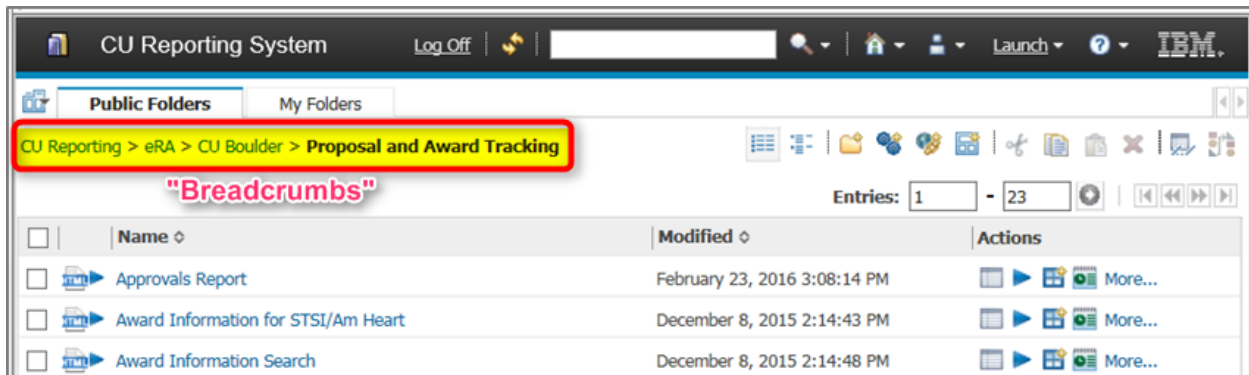 CU Reporting System Log Off Launch ? IBM.
Public Folders My Folders
CU Reporting > eRA > CU Boulder > Proposal and Award Tracking
"Breadcrumbs"
Entries: 1 - 23
Name Modified Actions
HTML Approvals Report February 23, 2016 3:08:14 PM More...
HTML Award Information for STSI/Am Heart December 8, 2015 2:14:43 PM More...
HTML Award Information Search December 8, 2015 2:14:48 PM More...